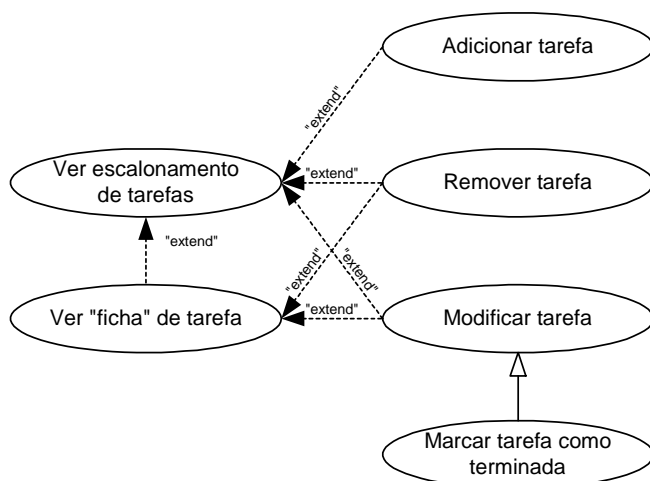 Adicionar tarefa
"extend"
Ver escalonamento
de tarefas
"extend"
Remover tarefa
"extend"
"extend"
"extend"
Ver "ficha" de tarefa
"extend"
Modificar tarefa
Marcar tarefa como
terminada